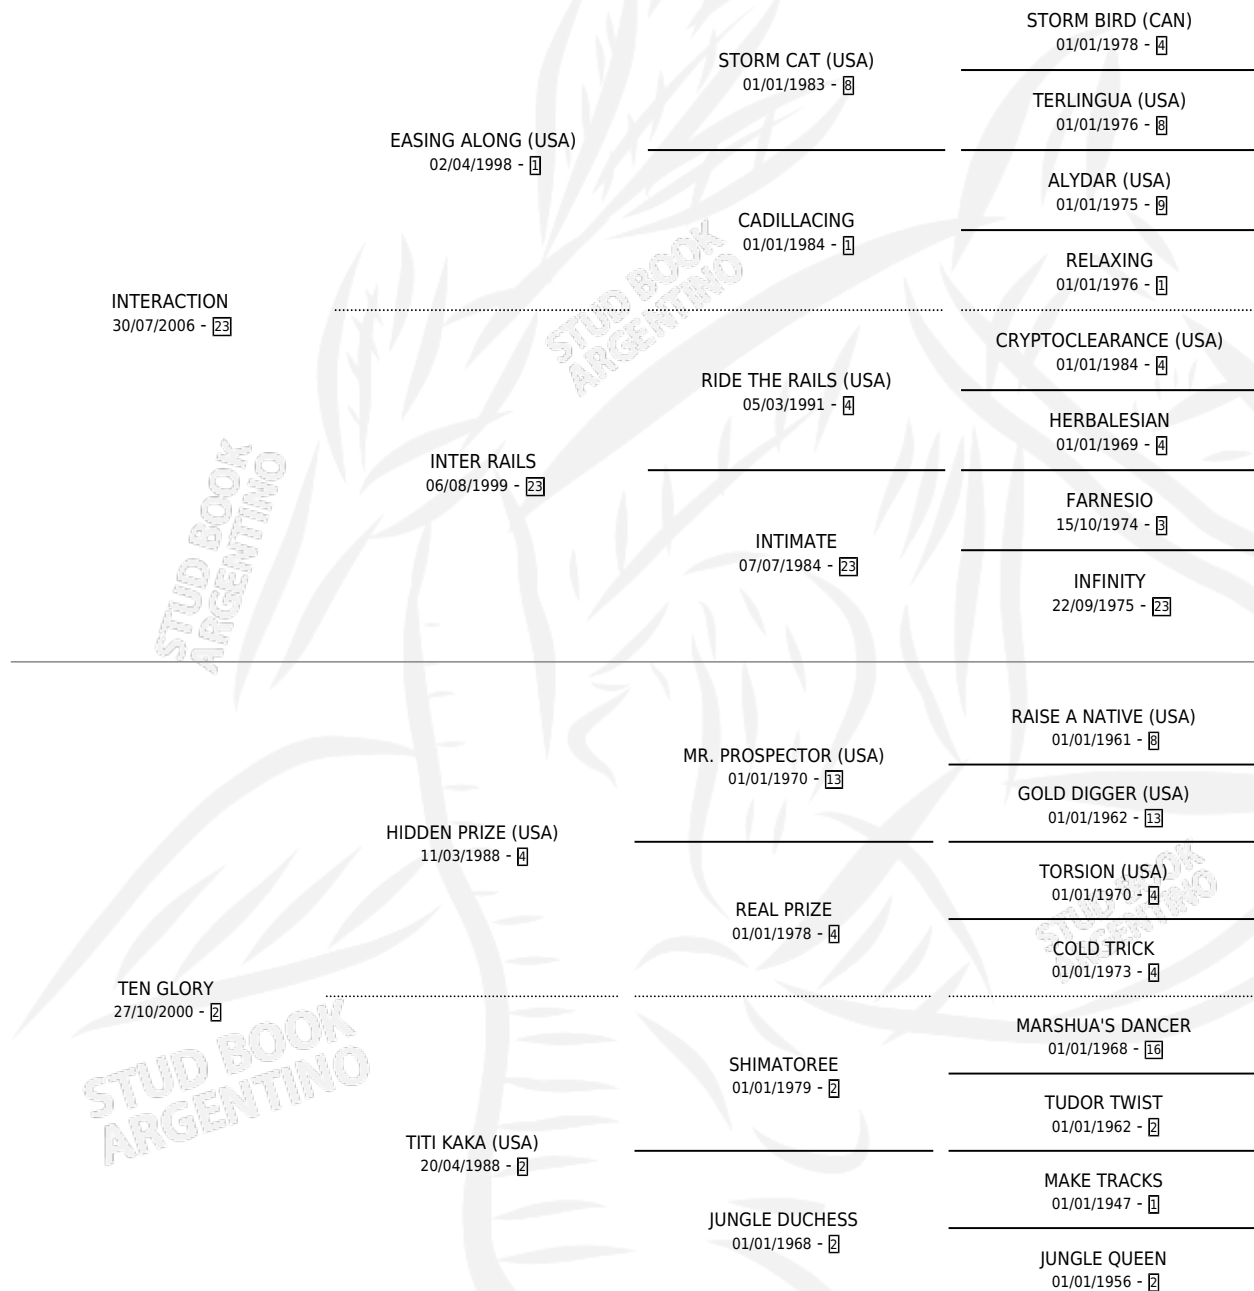 STORM BIRD (CAN)
01/01/1978 - 4
STORM CAT (USA)
01/01/1983 - 8
TERLINGUA (USA)
01/01/1976 - 8
EASING ALONG (USA)
02/04/1998 - 1
ALYDAR (USA)
01/01/1975 - 9
CADILLACING
01/01/1984 - 1
RELAXING
01/01/1976 - 1
INTERACTION
30/07/2006 - 23
CRYPTOCLEARANCE (USA)
01/01/1984 - 4
RIDE THE RAILS (USA)
05/03/1991 - 4
HERBALESIAN
01/01/1969 - 4
INTER RAILS
06/08/1999 - 23
FARNESIO
15/10/1974 - 3
INTIMATE
07/07/1984 - 23
INFINITY
22/09/1975 - 23
RAISE A NATIVE (USA)
01/01/1961 - 8
MR. PROSPECTOR (USA)
01/01/1970 - 13
GOLD DIGGER (USA)
01/01/1962 - 13
HIDDEN PRIZE (USA)
11/03/1988 - 4
TORSION (USA)
01/01/1970 - 4
REAL PRIZE
01/01/1978 - 4
COLD TRICK
01/01/1973 - 4
TEN GLORY
27/10/2000 - 2
MARSHUA'S DANCER
01/01/1968 - 16
SHIMATOREE
01/01/1979 - 2
TUDOR TWIST
01/01/1962 - 2
TITI KAKA (USA)
20/04/1988 - 2
MAKE TRACKS
01/01/1947 - 1
JUNGLE DUCHESS
01/01/1968 - 2
JUNGLE QUEEN
01/01/1956 - 2
STUD BOOK
ARGENTINO
STUD BOOK
ARGENTINO
STUD BOOK
ARGENTINO
STUD BOOK
ARGENTINO